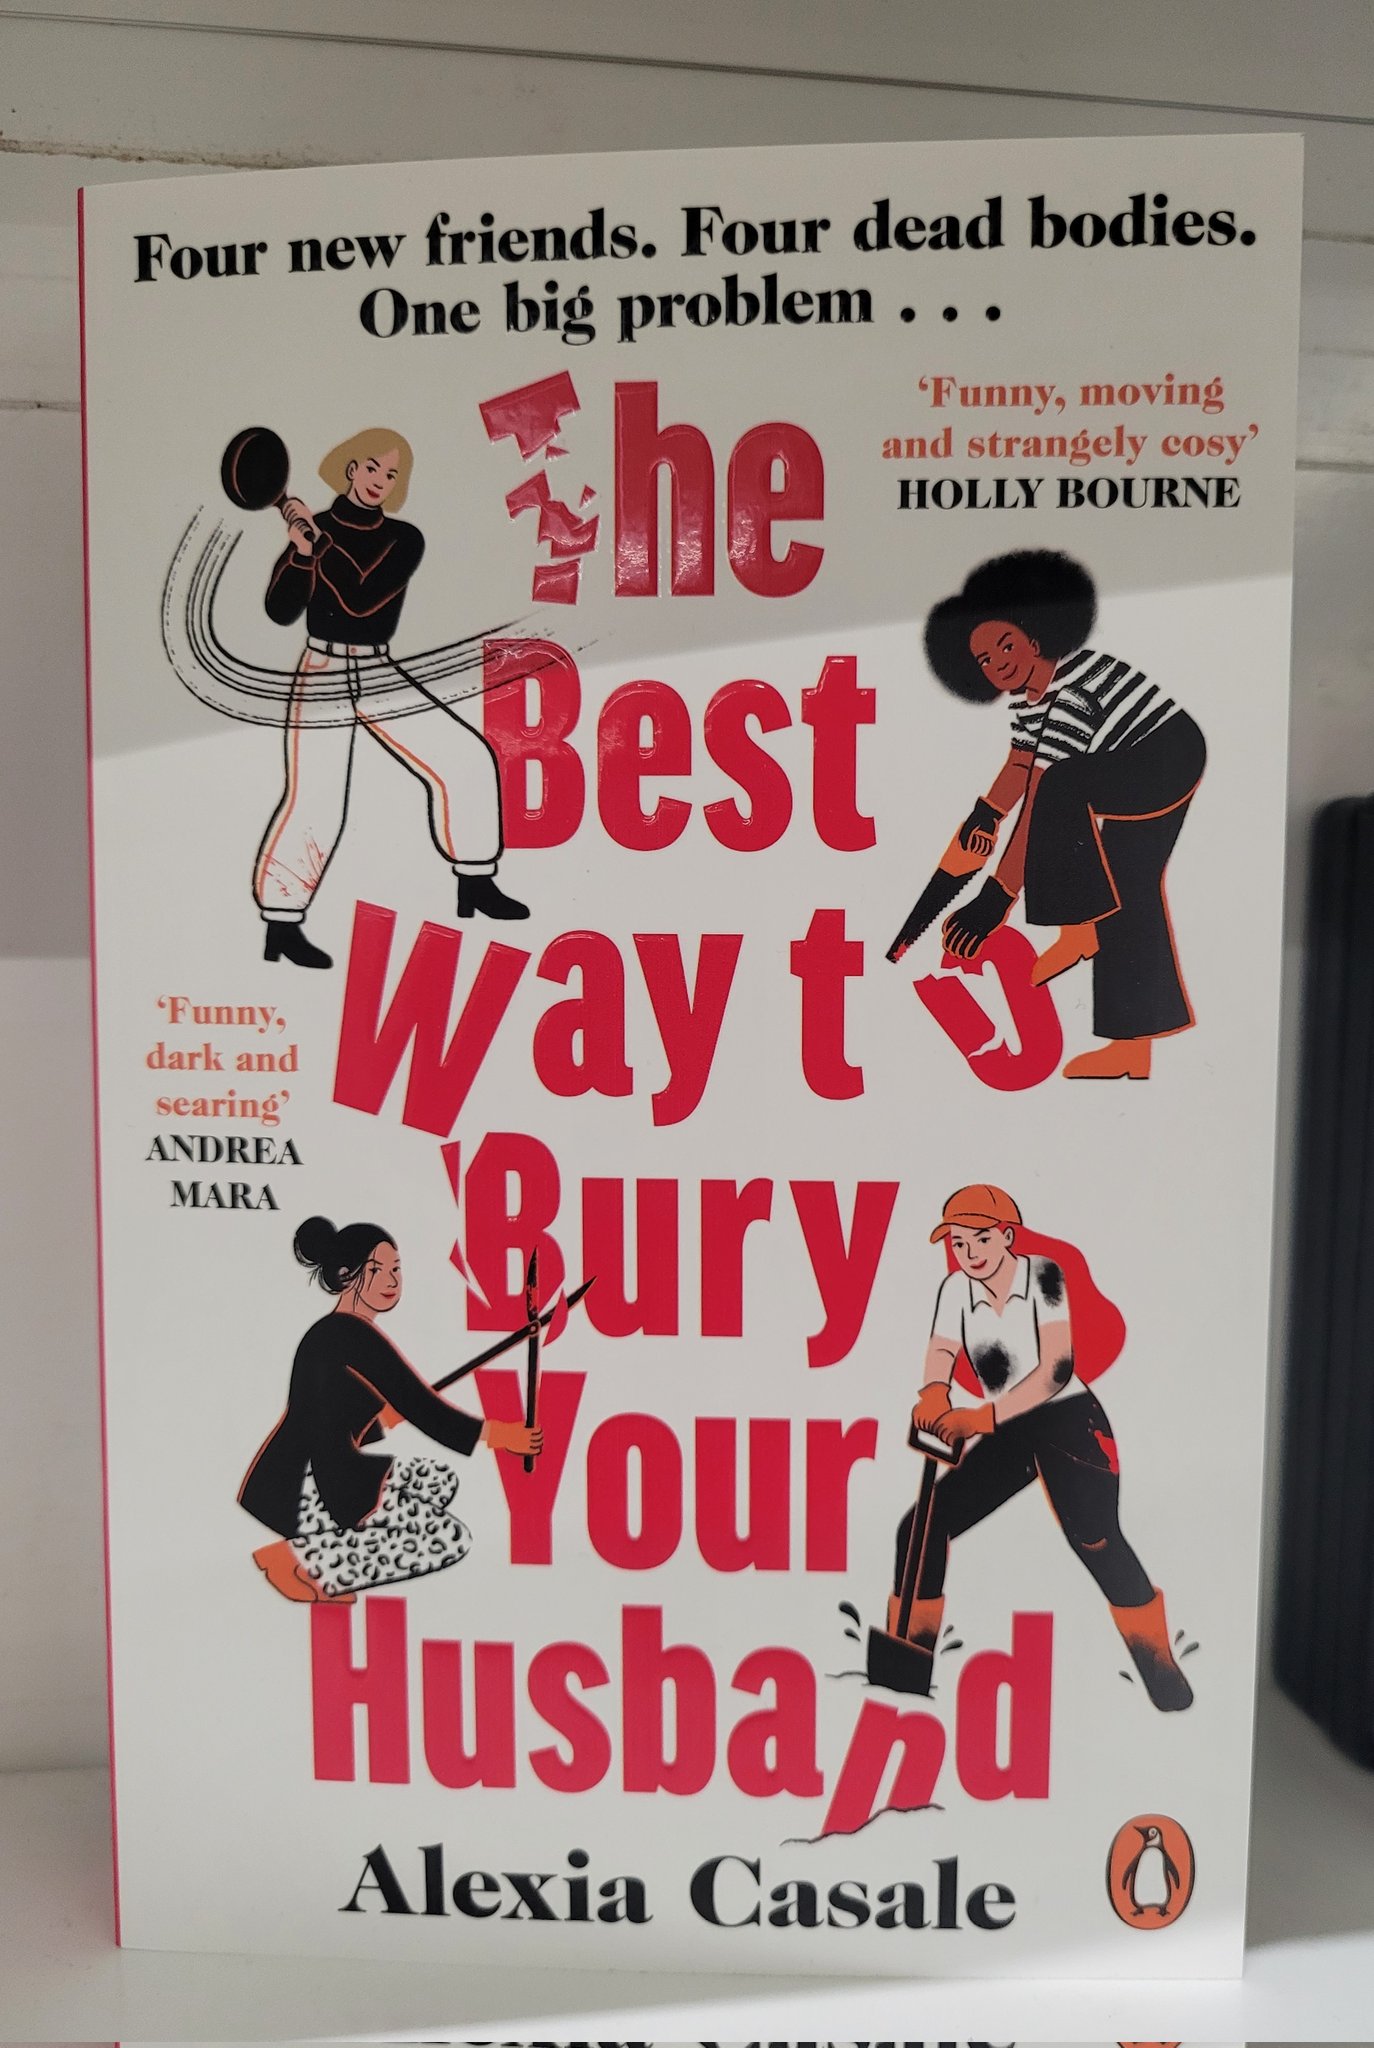 Four new friends. Four dead bodies.
One big problem . . .
‘Funny, moving
and strangely cosy’
HOLLY BOURNE
The
Best
Way to
‘Funny,
dark and
searing’
ANDREA
MARA
Bury
Your
Husband
Alexia Casale